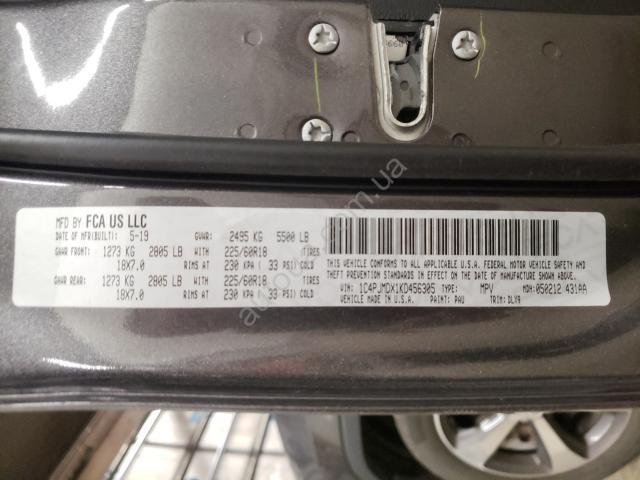 MFD BY FCA US LLC
DATE OF MFR(BUILT): 5-19 GVWR: 2495 KG 5500 LB
GAWR FRONT: 1273 KG 2805 LB WITH 225/60R18 TIRES
18X7.0 RIMS AT 230 KPA ( 33 PSI) COLD
GAWR REAR: 1273 KG 2805 LB WITH 225/60R18 TIRES
18X7.0 RIMS AT 230 KPA ( 33 PSI) COLD
THIS VEHICLE CONFORMS TO ALL APPLICABLE U.S.A. FEDERAL MOTOR VEHICLE SAFETY AND
THEFT PREVENTION STANDARDS IN EFFECT ON THE DATE OF MANUFACTURE SHOWN ABOVE.
MADE IN U.S.A.
VIN: 1C4PJMDX1KD456305 TYPE: MPV MDH: 050212 431AA
PAINT: PAU TRIM: DLX9